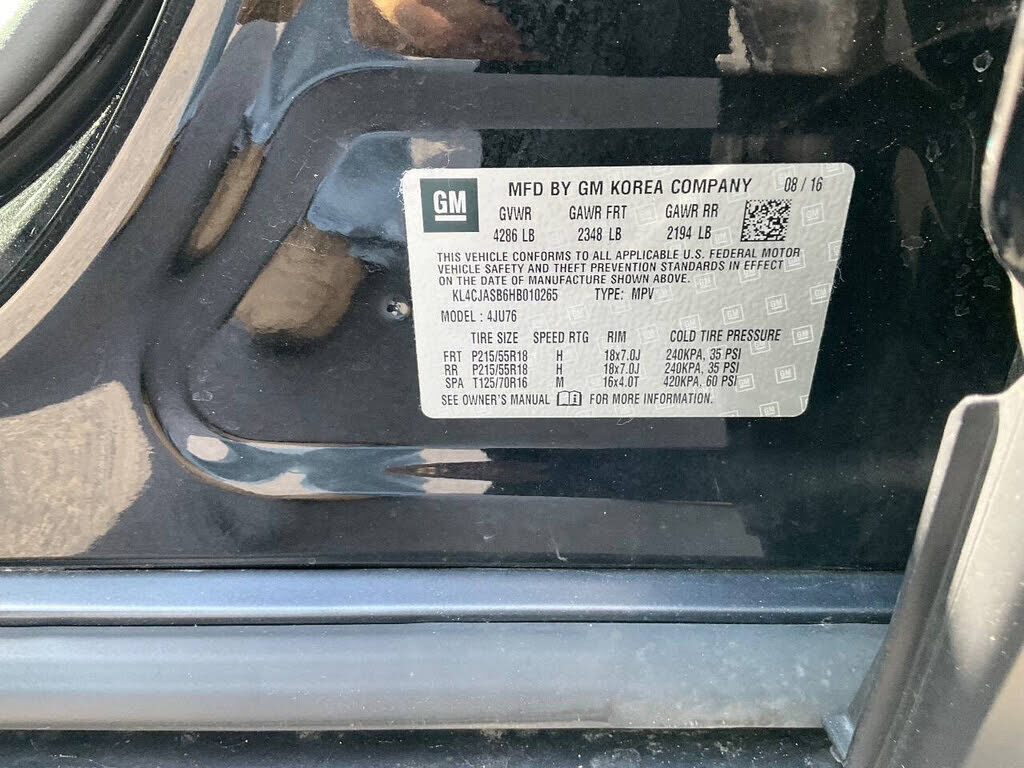 GM MFD BY GM KOREA COMPANY 08 / 16
GVWR GAWR FRT GAWR RR
4286 LB 2348 LB 2194 LB
THIS VEHICLE CONFORMS TO ALL APPLICABLE U.S. FEDERAL MOTOR
VEHICLE SAFETY AND THEFT PREVENTION STANDARDS IN EFFECT
ON THE DATE OF MANUFACTURE SHOWN ABOVE.
KL4CJASB6HB010265 TYPE: MPV
MODEL : 4JU76
TIRE SIZE SPEED RTG RIM COLD TIRE PRESSURE
FRT P215/55R18 H 18x7.0J 240KPA, 35 PSI
RR P215/55R18 H 18x7.0J 240KPA, 35 PSI
SPA T125/70R16 M 16x4.0T 420KPA, 60 PSI
SEE OWNER'S MANUAL FOR MORE INFORMATION.